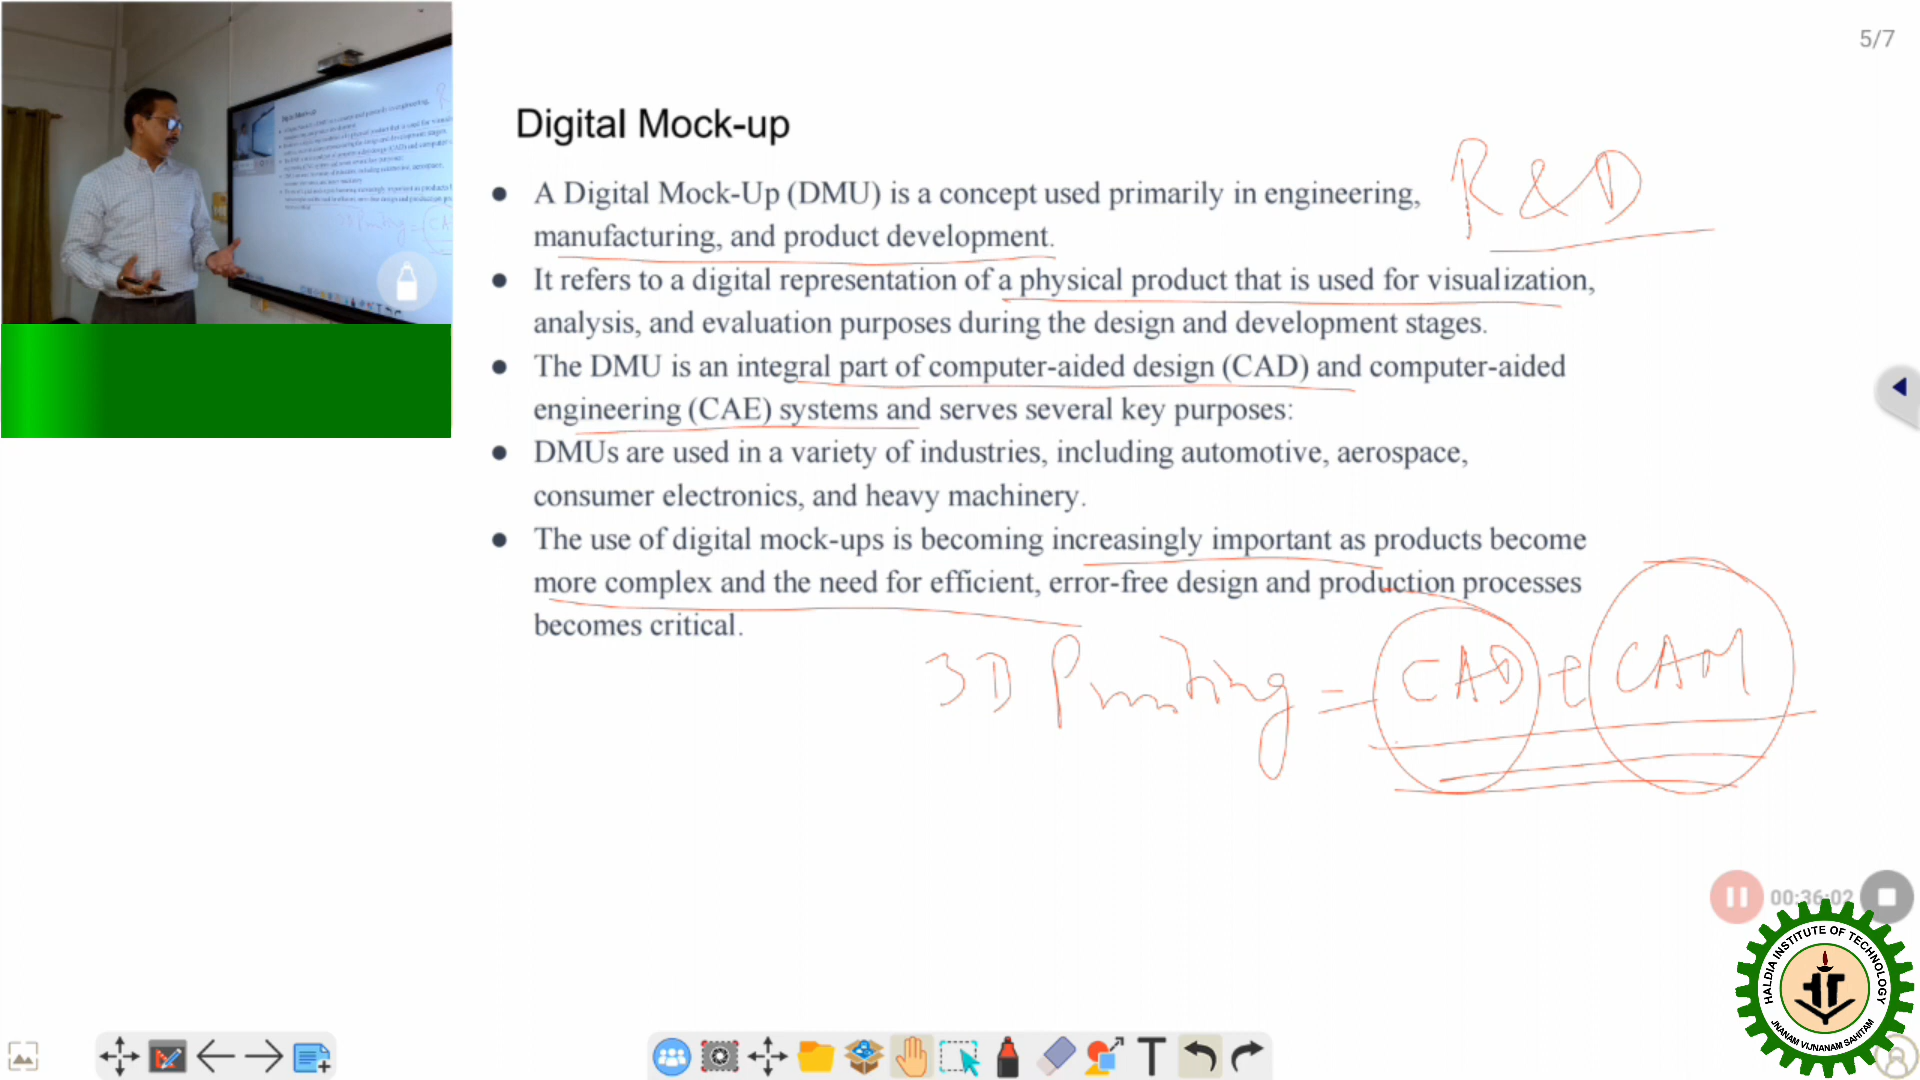 5/7
Digital Mock-up
● A Digital Mock-Up (DMU) is a concept used primarily in engineering,
manufacturing, and product development.
R & D
● It refers to a digital representation of a physical product that is used for visualization,
analysis, and evaluation purposes during the design and development stages.
● The DMU is an integral part of computer-aided design (CAD) and computer-aided
engineering (CAE) systems and serves several key purposes:
● DMUs are used in a variety of industries, including automotive, aerospace,
consumer electronics, and heavy machinery.
● The use of digital mock-ups is becoming increasingly important as products become
more complex and the need for efficient, error-free design and production processes
becomes critical.
3D Printing = CAD + CAM
00:36:02
HALDIA INSTITUTE OF TECHNOLOGY
JNANAM VIJNANAM SAHITAM
T